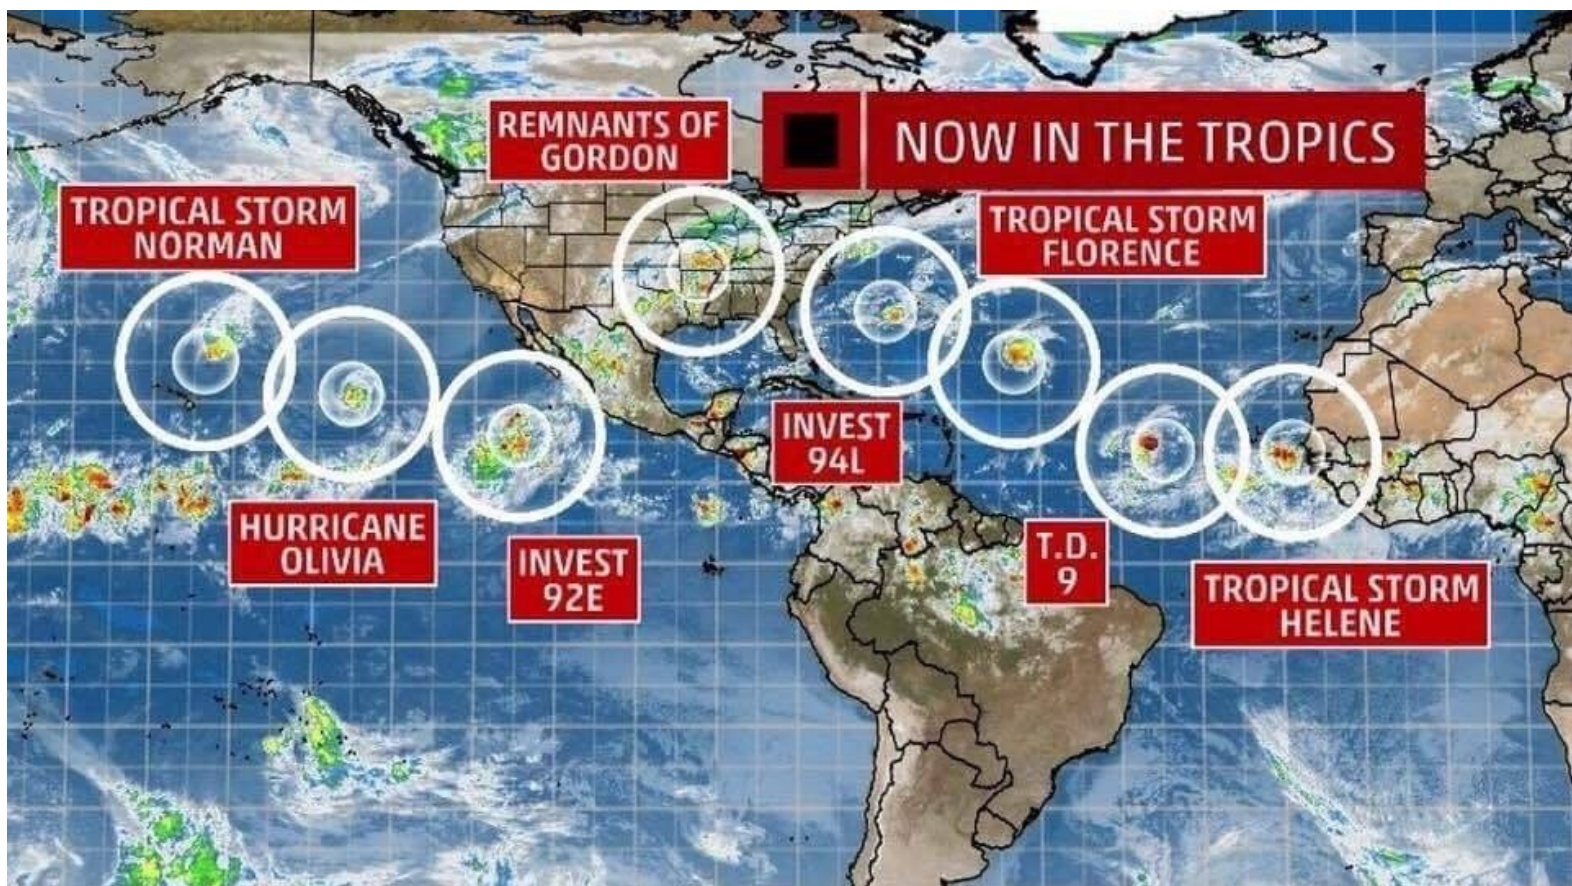 REMNANTS OF
GORDON
NOW IN THE TROPICS
TROPICAL STORM
NORMAN
TROPICAL STORM
FLORENCE
INVEST
94L
HURRICANE
OLIVIA
INVEST
92E
T.D.
9
TROPICAL STORM
HELENE